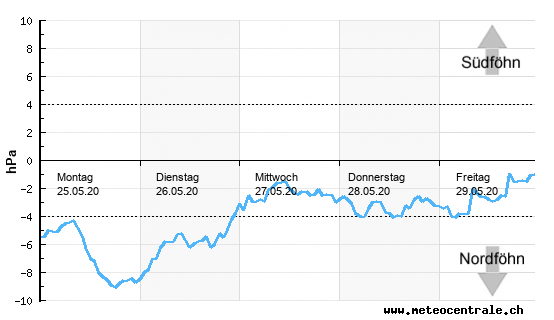 10
8
6
4
2
0
-2
-4
-6
-8
-10
hPa
Südföhn
Montag
25.05.20
Dienstag
26.05.20
Mittwoch
27.05.20
Donnerstag
28.05.20
Freitag
29.05.20
Nordföhn
www.meteocentrale.ch